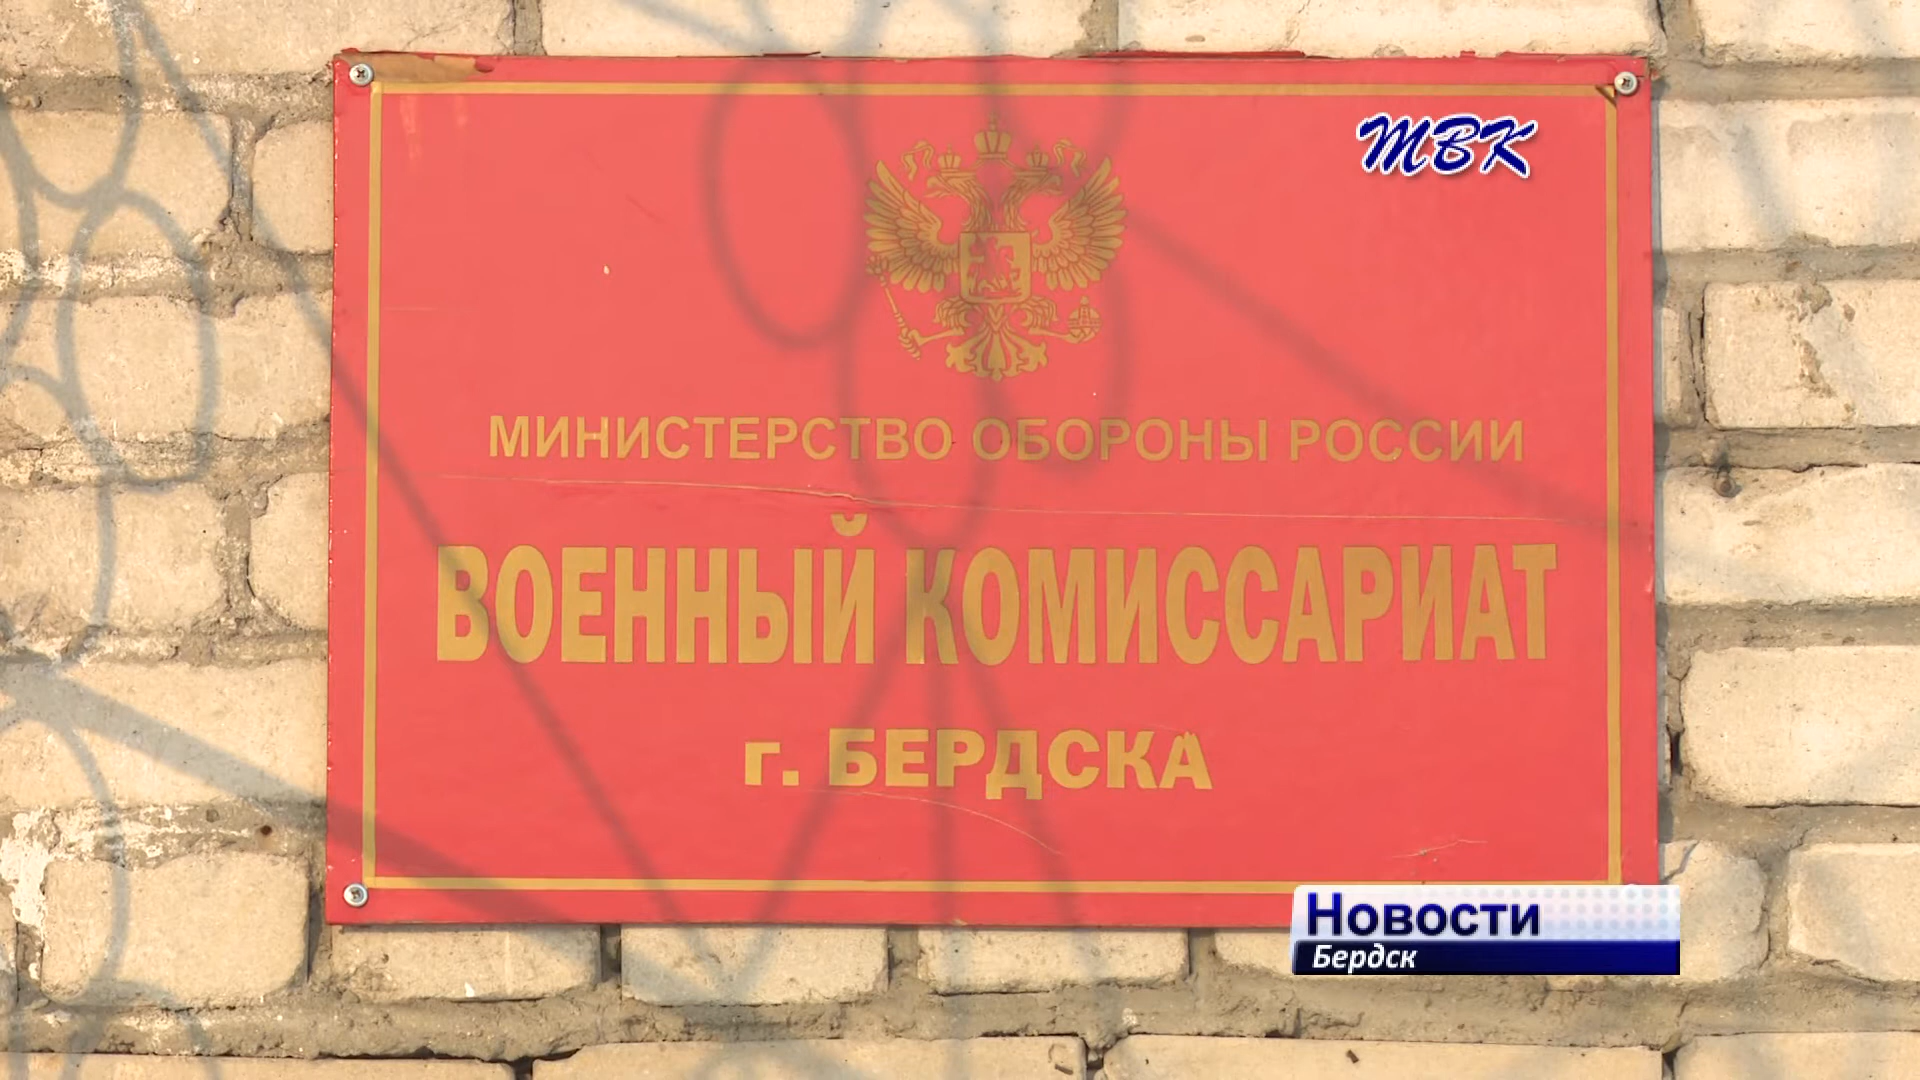 ТВК
МИНИСТЕРСТВО ОБОРОНЫ РОССИИ
ВОЕННЫЙ КОМИССАРИАТ
г. БЕРДСКА
Новости
Бердск